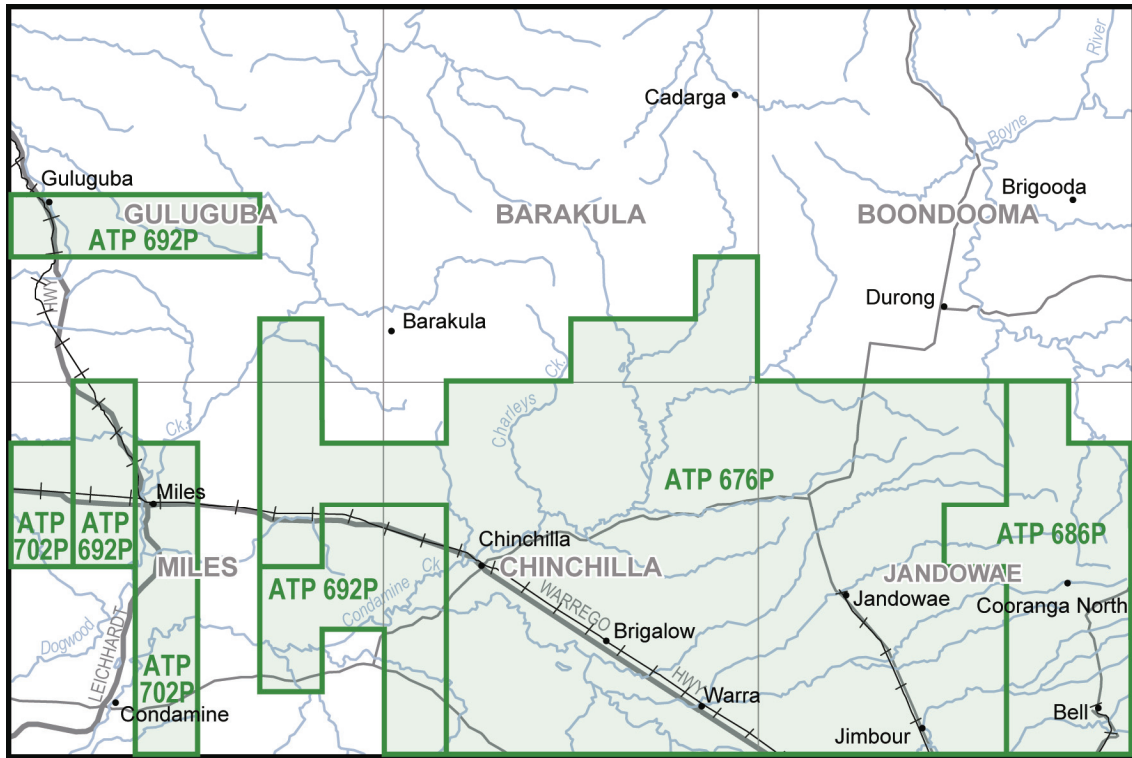 Cadarga
River
Boyne
Guluguba
Brigooda
GULUGUBA
BARAKULA
BOONDOOMA
ATP 692P
HWY
Durong
Barakula
Ck.
Charleys
Ck.
ATP 676P
Miles
ATP
702P
ATP
692P
ATP 686P
Chinchilla
MILES
CHINCHILLA
JANDOWAE
ATP 692P
Condamine
Ck.
WARREGO
Jandowae
Cooranga North
Dogwood
Brigalow
LEICHHARDT
ATP
702P
HWY
Warra
Condamine
Bell
Jimbour